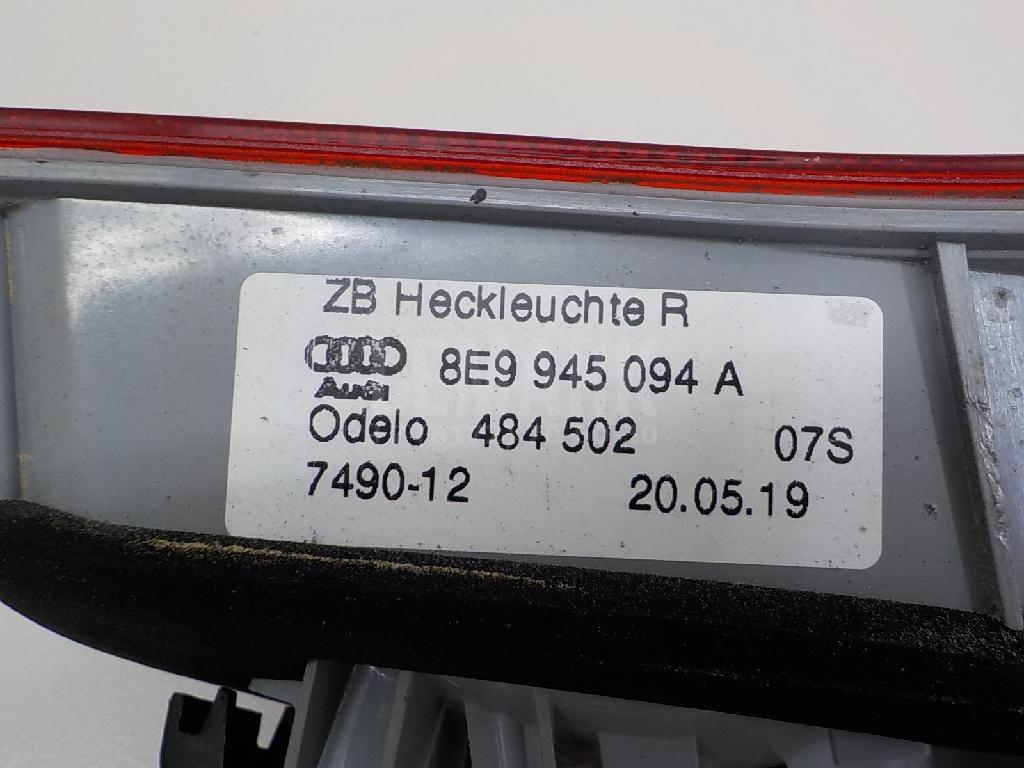 ZB Heckleuchte R
Audi 8E9 945 094 A
Odelo 484 502 07S
7490-12 20.05.19